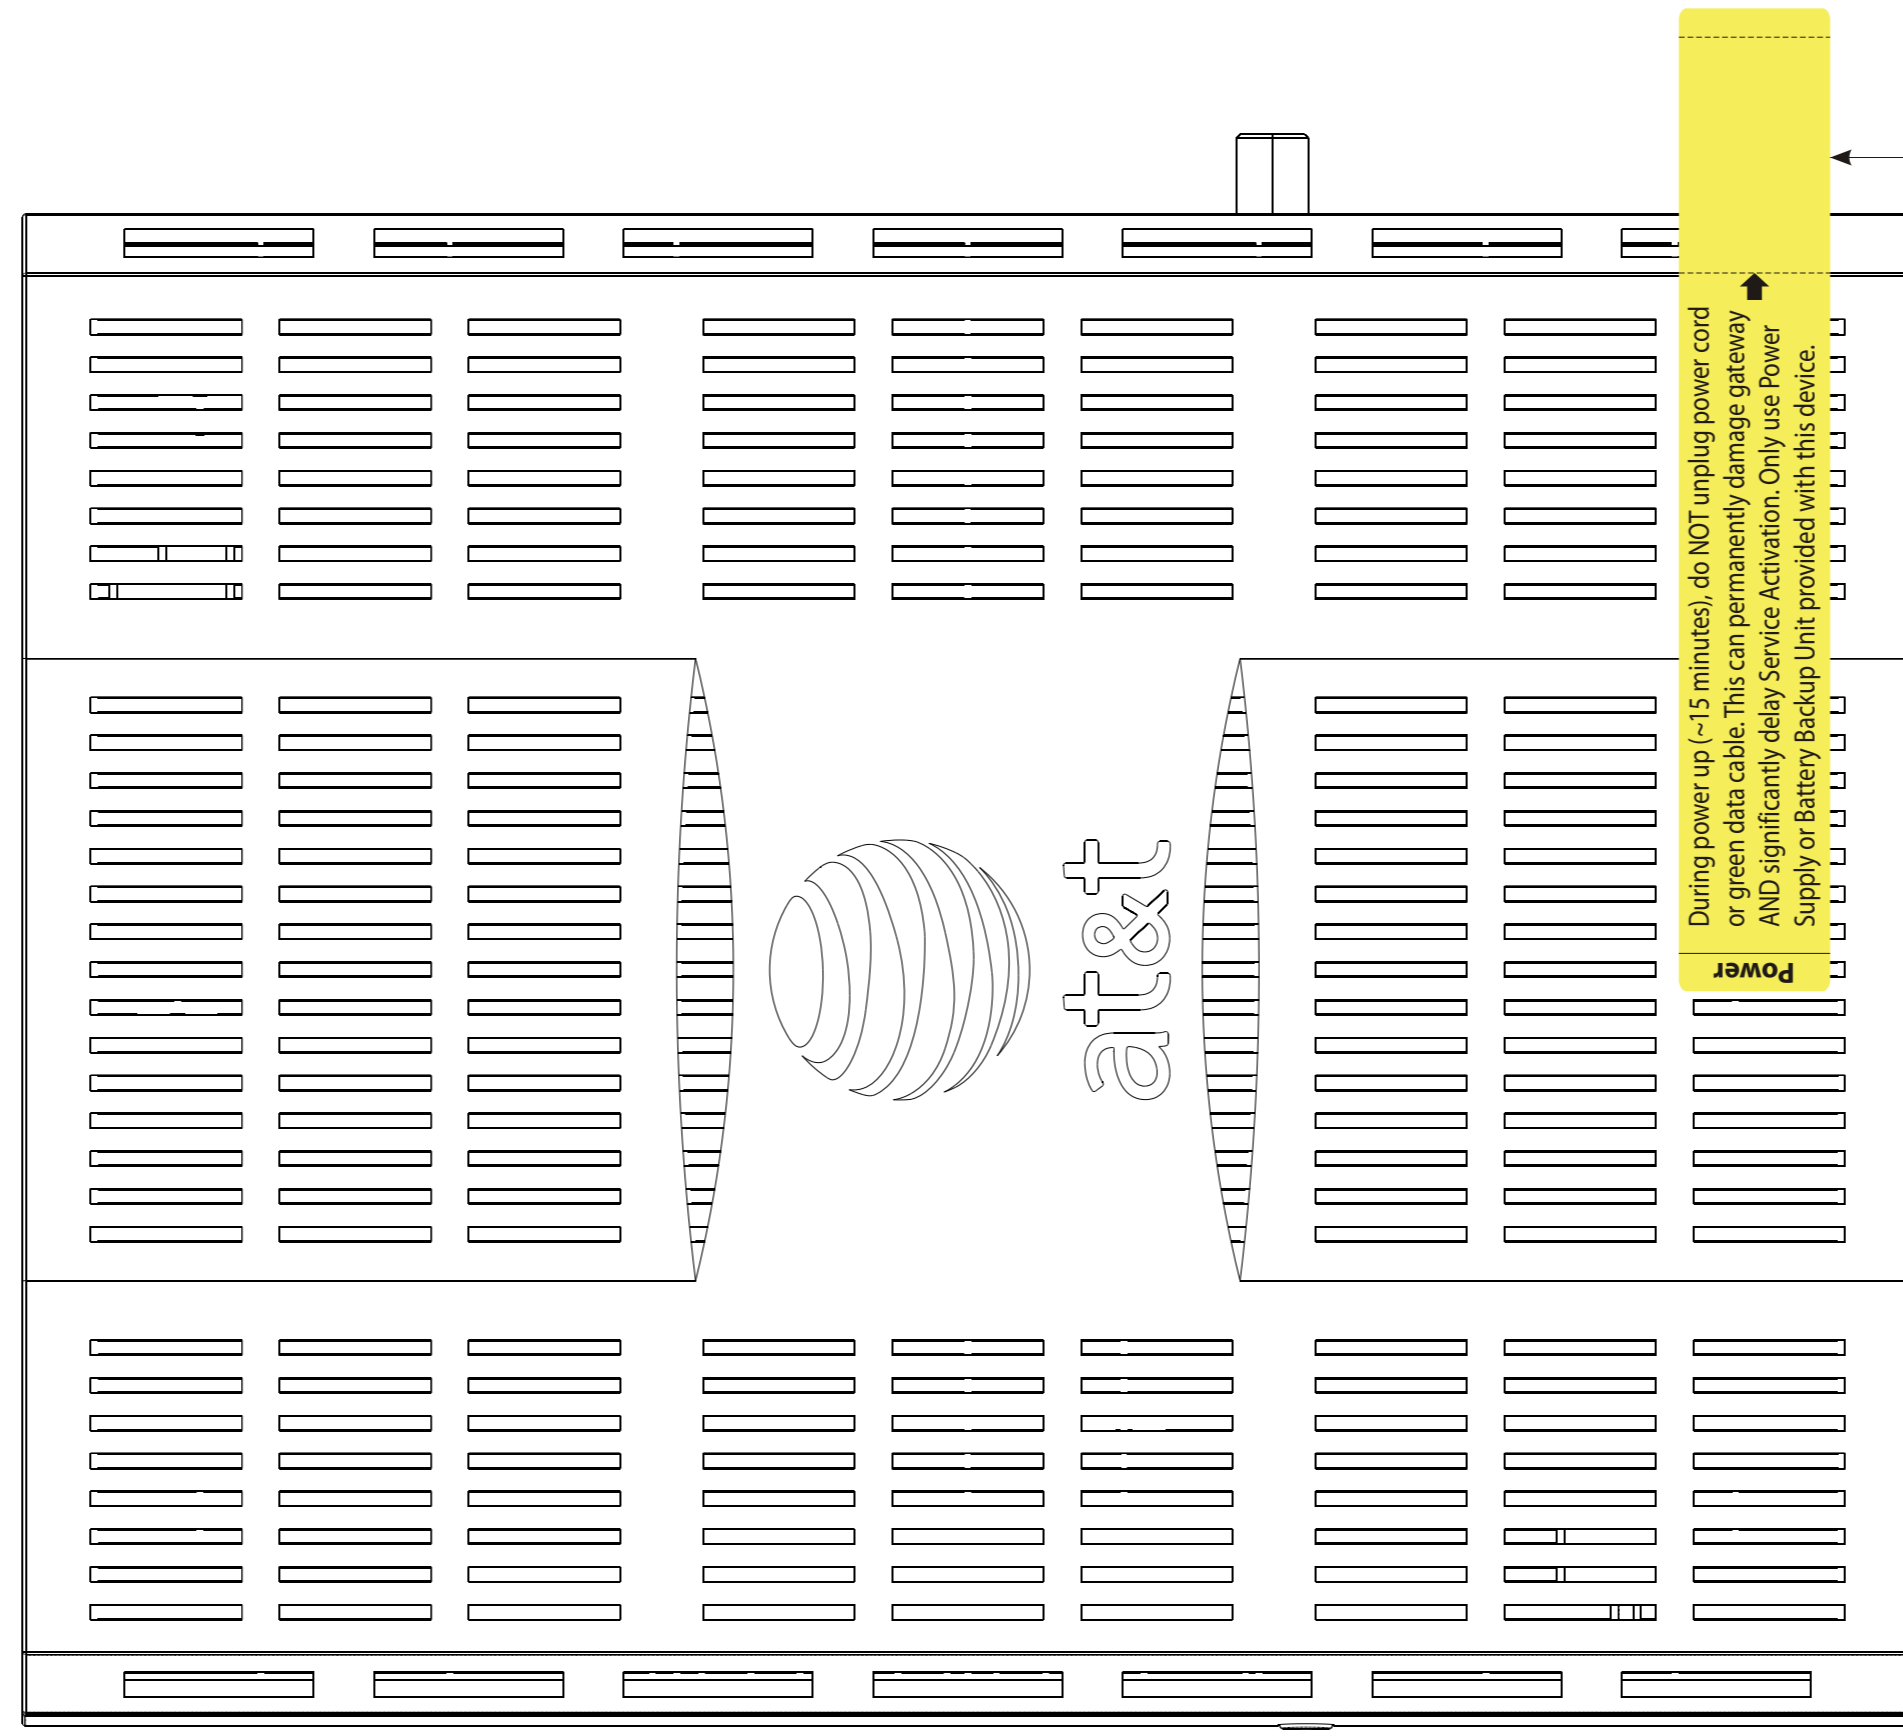 During power up (~15 minutes), do NOT unplug power cord
or green data cable. This can permanently damage gateway
AND significantly delay Service Activation. Only use Power
Supply or Battery Backup Unit provided with this device.
Power
at&t